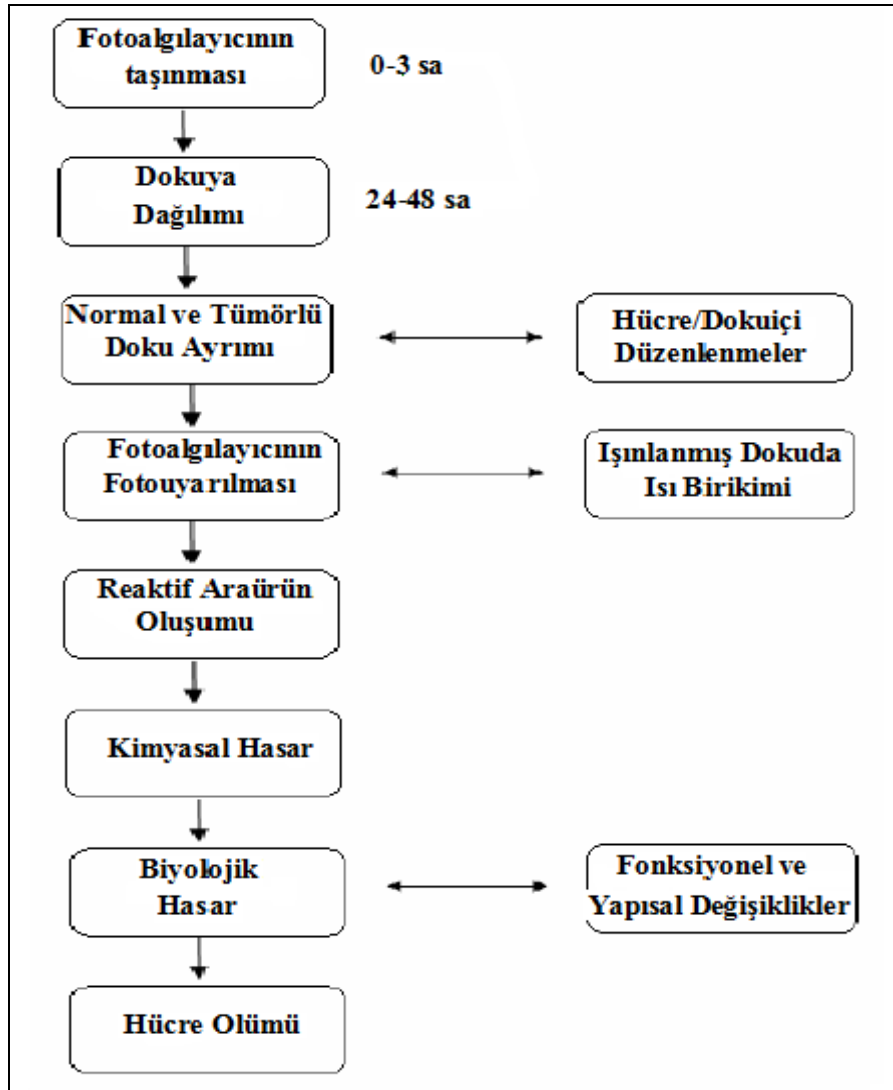 Fotoalgılayıcının
taşınması
0-3 sa
Dokuya
Dağılımı
24-48 sa
Normal ve Tümörlü
Doku Ayrımı
Hücre/Dokuiçi
Düzenlenmeler
Fotoalgılayıcının
Fotouyarılması
Işınlanmış Dokuda
Isı Birikimi
Reaktif Araürün
Oluşumu
Kimyasal Hasar
Biyolojik
Hasar
Fonksiyonel ve
Yapısal Değişiklikler
Hücre Olümü